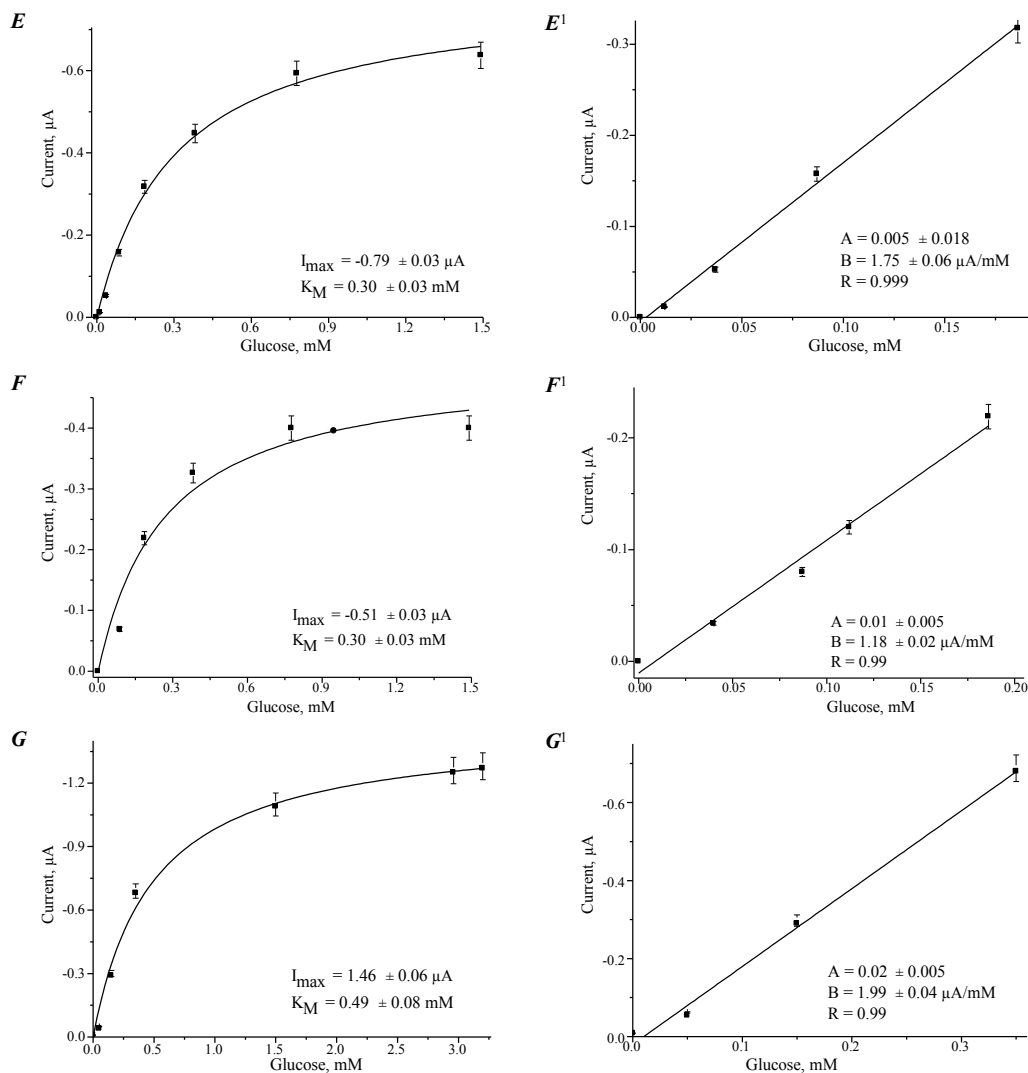 E
-0.6
-0.4
-0.2
0.0
Current, µA
I_max = -0.79 ± 0.03 µA
K_M = 0.30 ± 0.03 mM
0.0 0.3 0.6 0.9 1.2 1.5
Glucose, mM
E¹
-0.3
-0.2
-0.1
0.0
Current, µA
A = 0.005 ± 0.018
B = 1.75 ± 0.06 µA/mM
R = 0.999
0.00 0.05 0.10 0.15
Glucose, mM
F
-0.4
-0.3
-0.2
-0.1
0.0
Current, µA
I_max = -0.51 ± 0.03 µA
K_M = 0.30 ± 0.03 mM
0.0 0.3 0.6 0.9 1.2 1.5
Glucose, mM
F¹
-0.2
-0.1
0.0
Current, µA
A = 0.01 ± 0.005
B = 1.18 ± 0.02 µA/mM
R = 0.99
0.00 0.05 0.10 0.15 0.20
Glucose, mM
G
-1.2
-0.9
-0.6
-0.3
0.0
Current, µA
I_max = 1.46 ± 0.06 µA
K_M = 0.49 ± 0.08 mM
0.0 0.5 1.0 1.5 2.0 2.5 3.0
Glucose, mM
G¹
-0.6
-0.4
-0.2
0.0
Current, µA
A = 0.02 ± 0.005
B = 1.99 ± 0.04 µA/mM
R = 0.99
0.0 0.1 0.2 0.3
Glucose, mM